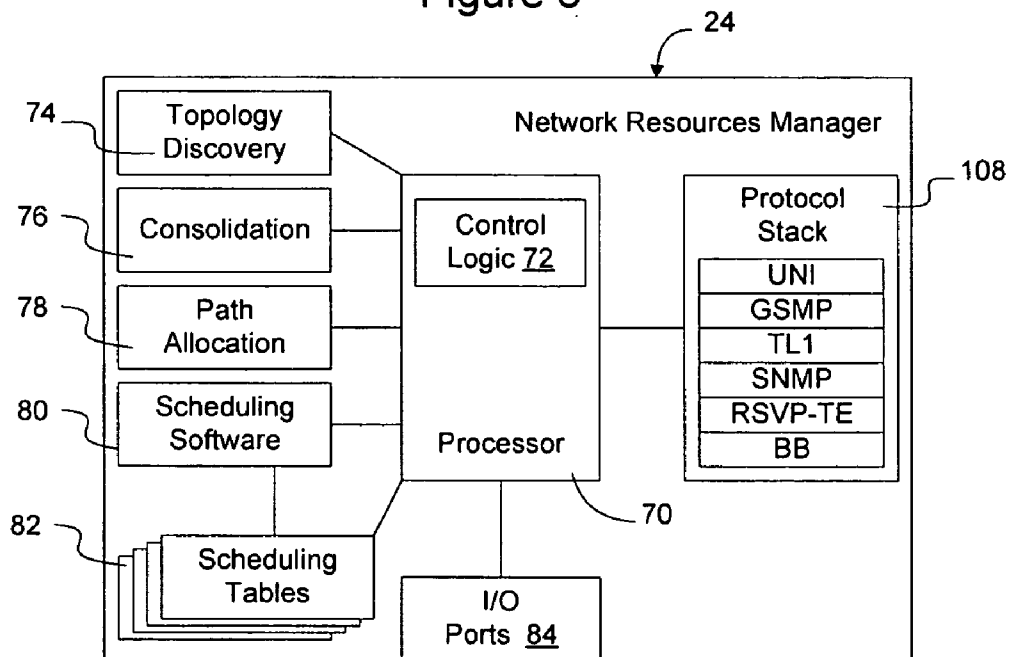 24
74
Topology
Discovery
Network Resources Manager
108
76
Consolidation
Control
Logic 72
Protocol
Stack
UNI
GSMP
TL1
SNMP
RSVP-TE
BB
78
Path
Allocation
80
Scheduling
Software
Processor
70
82
Scheduling
Tables
I/O
Ports 84